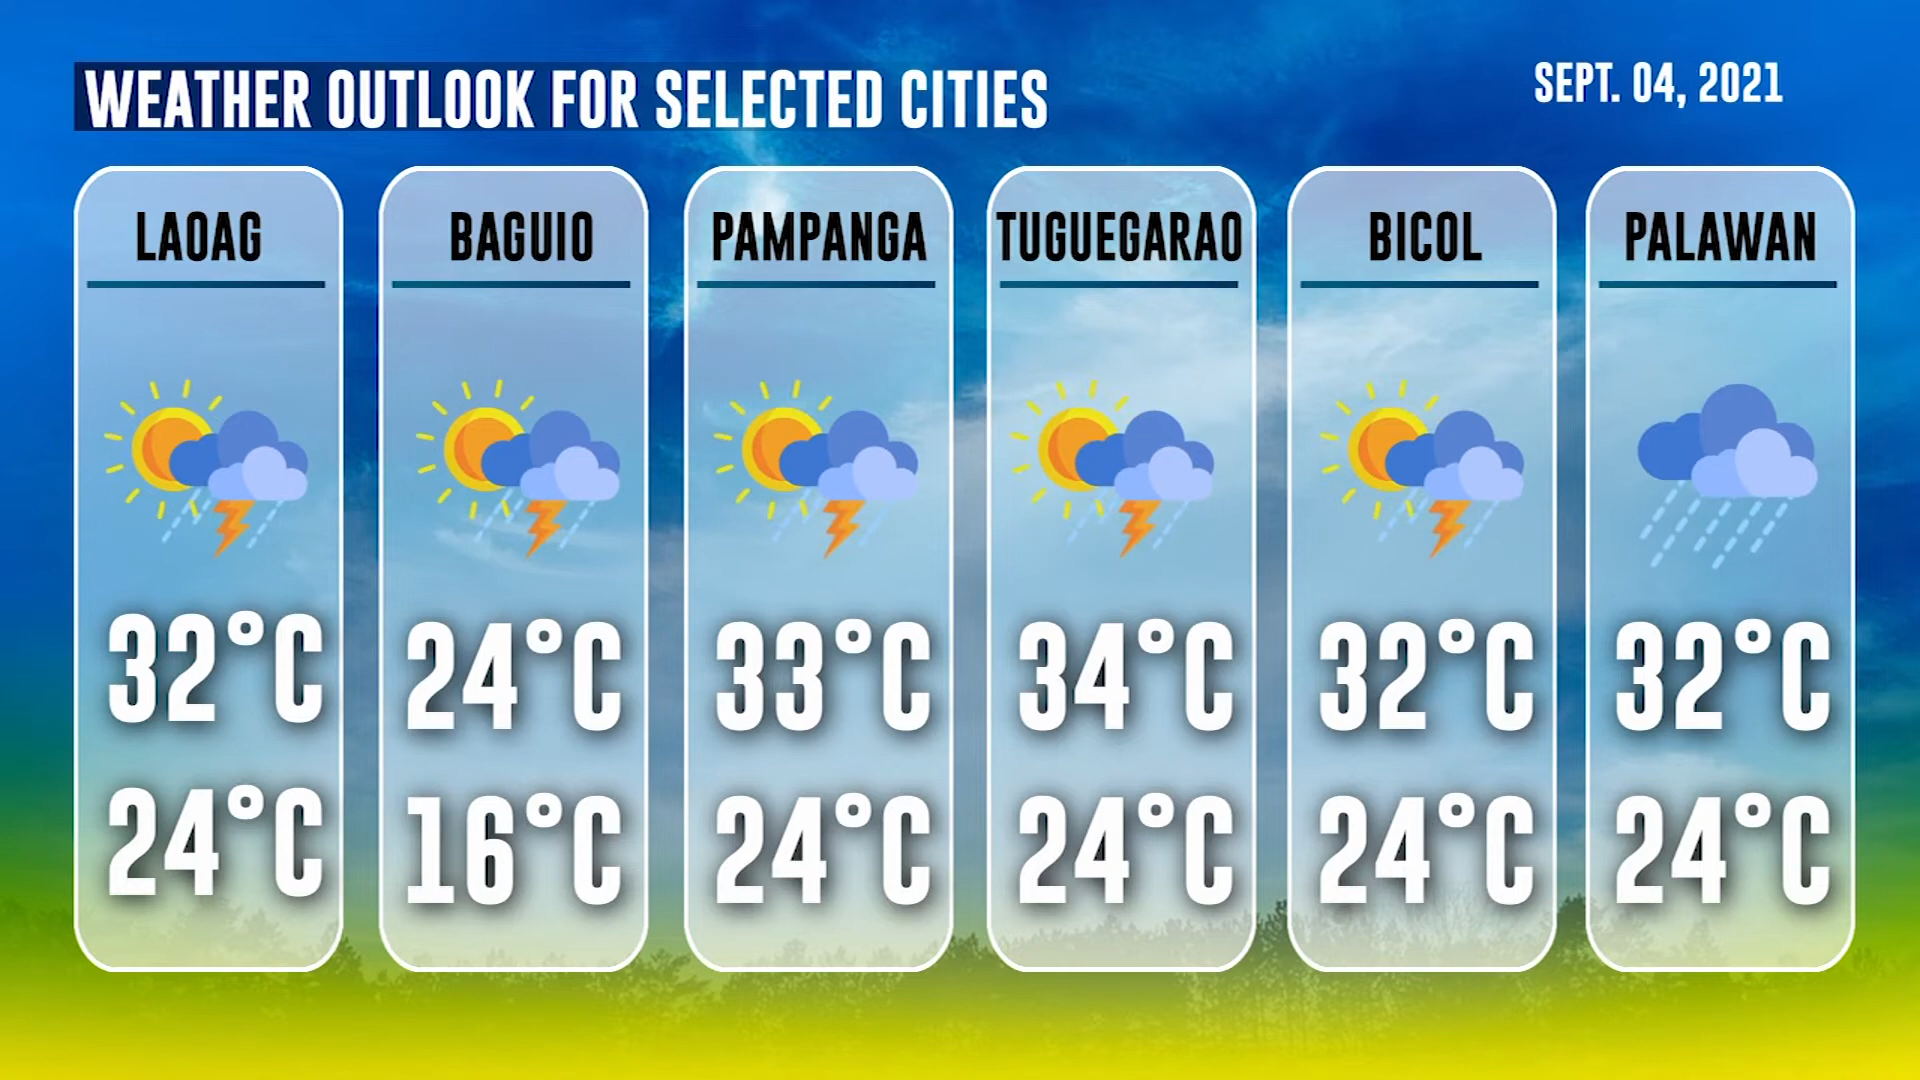 WEATHER OUTLOOK FOR SELECTED CITIES
SEPT. 04, 2021
LAOAG
32°C
24°C
BAGUIO
24°C
16°C
PAMPANGA
33°C
24°C
TUGUEGARAO
34°C
24°C
BICOL
32°C
24°C
PALAWAN
32°C
24°C